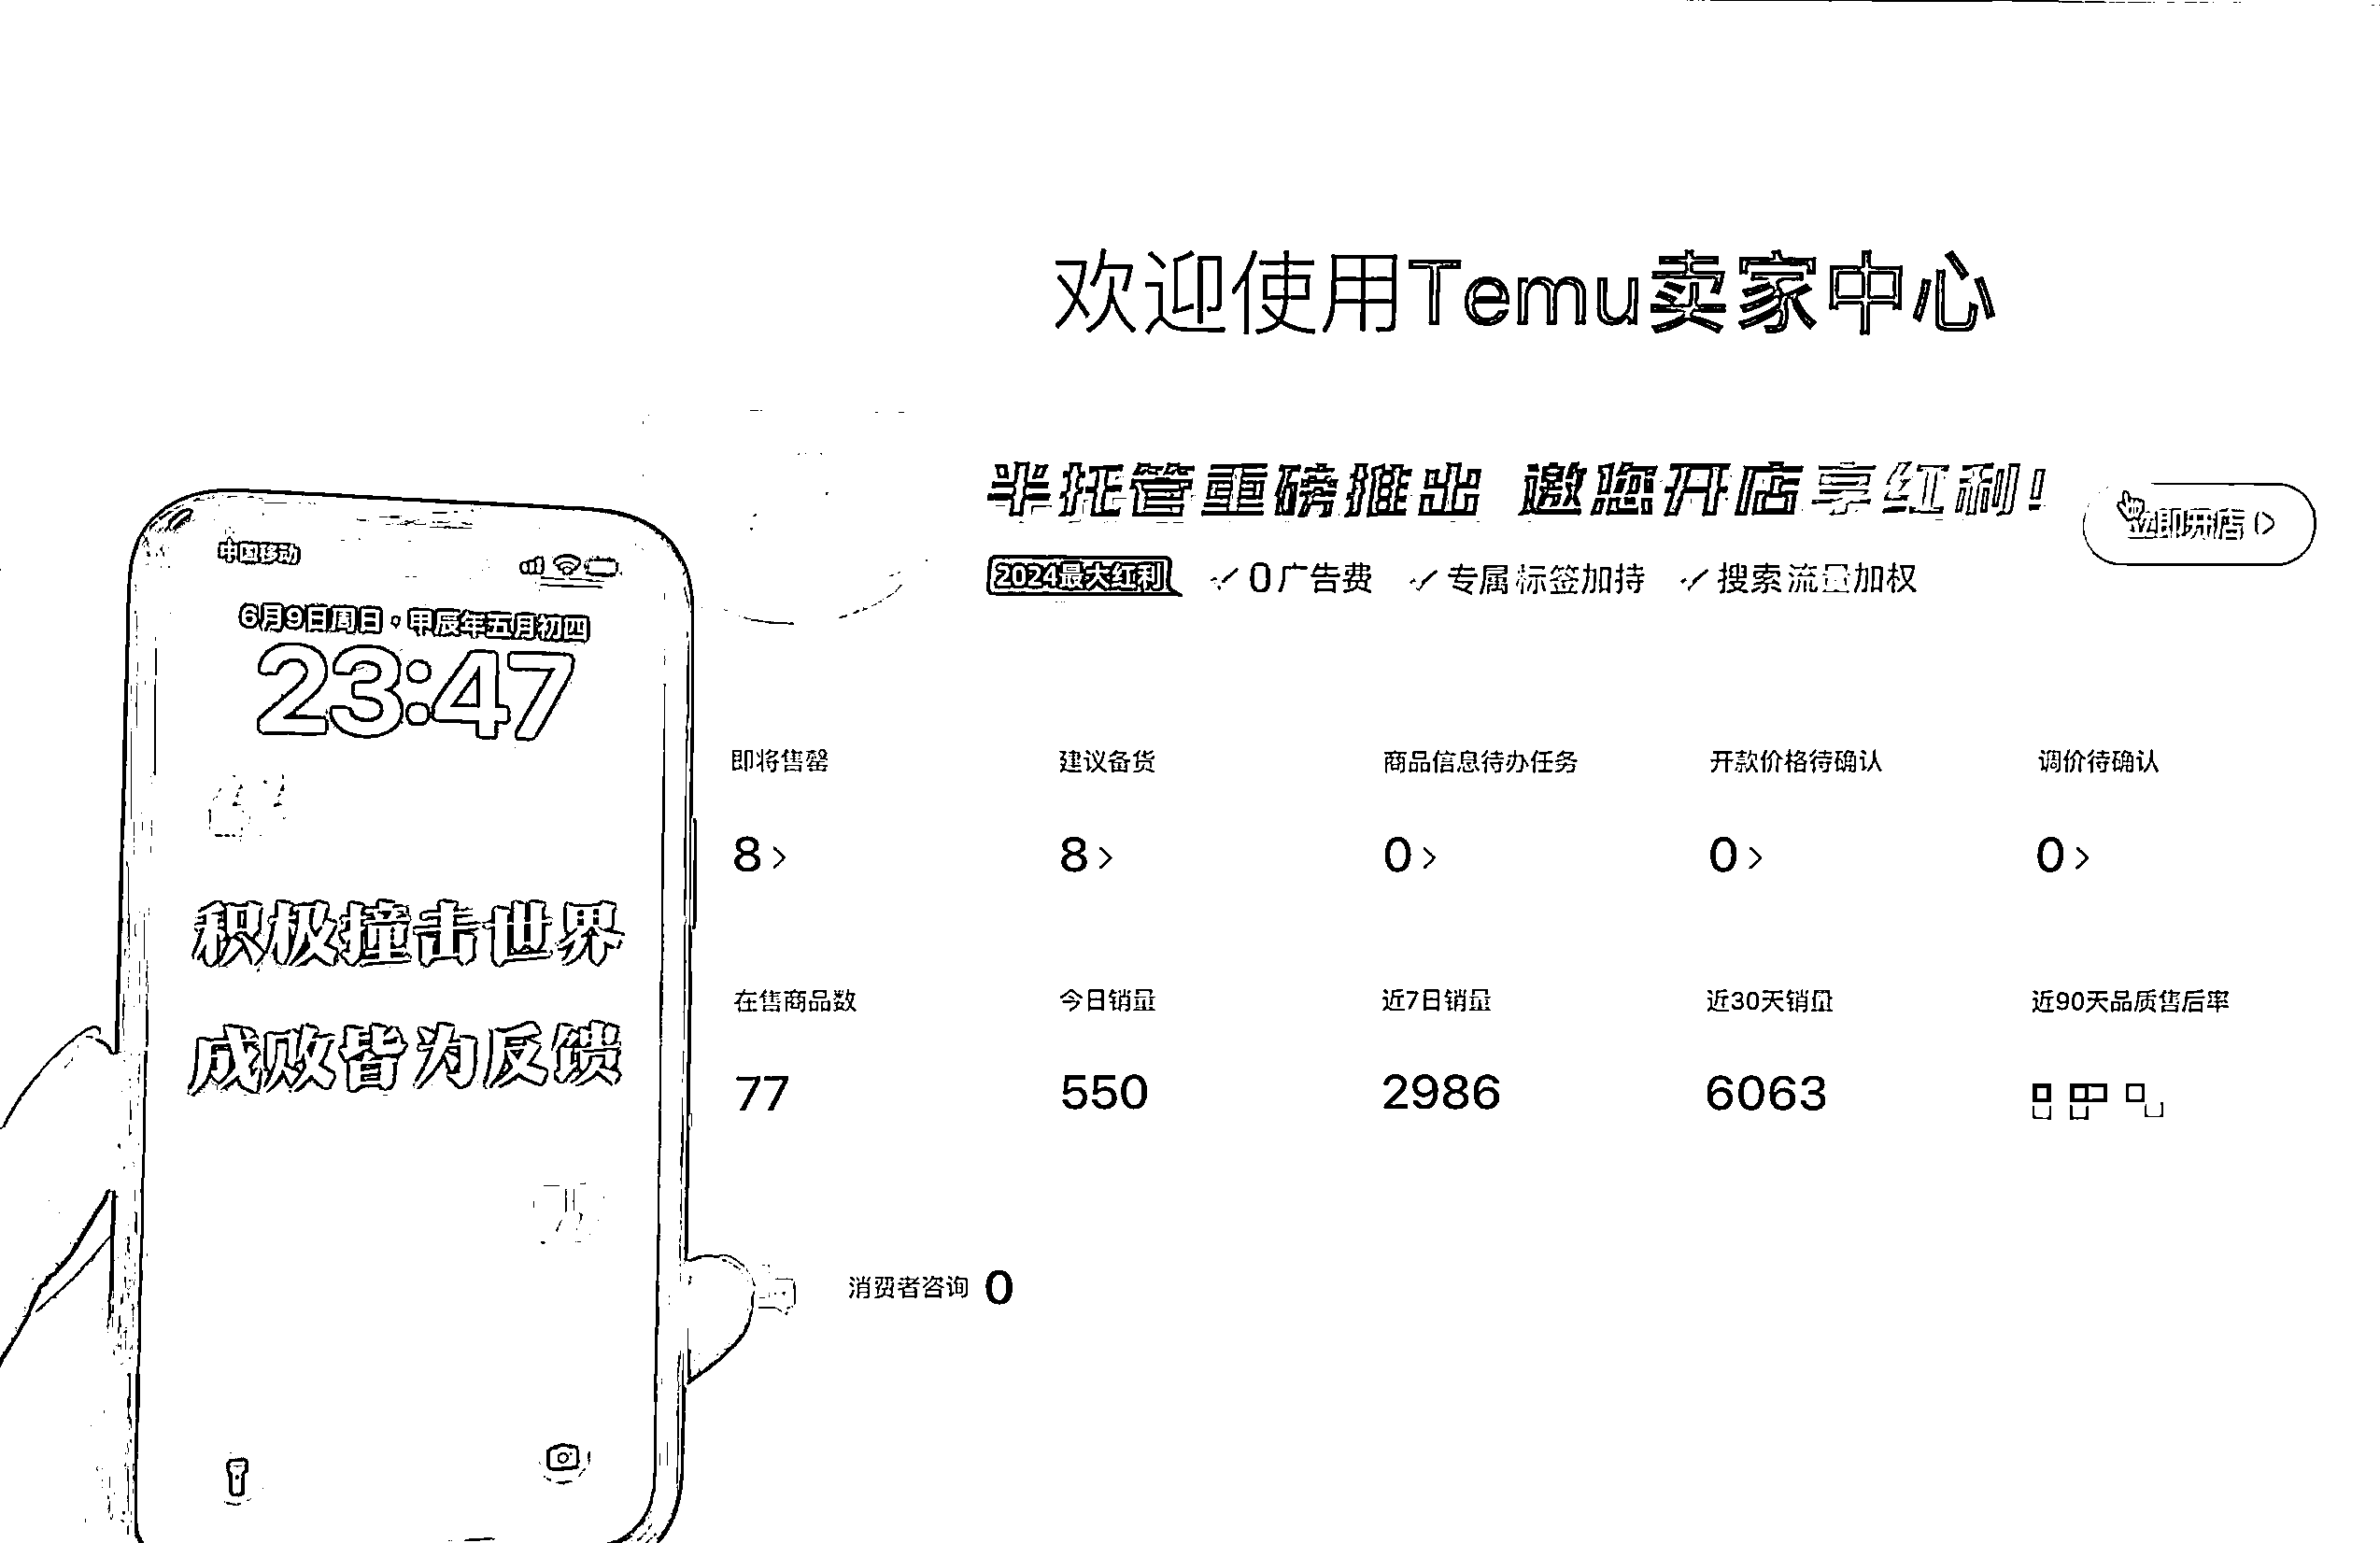 欢迎使用Temu卖家中心
半托管重磅推出 邀您开店享红利!
立即开店
2024最大红利 0广告费 专属标签加持 搜索流量加权
中国移动
6月9日周日 甲辰年五月初四
23:47
积极撞击世界
成败皆为反馈
即将售罄 建议备货 商品信息待办任务 开款价格待确认 调价待确认
8 > 8 > 0 > 0 > 0 >
在售商品数 今日销量 近7日销量 近30天销量 近90天品质售后率
77 550 2986 6063
消费者咨询 0